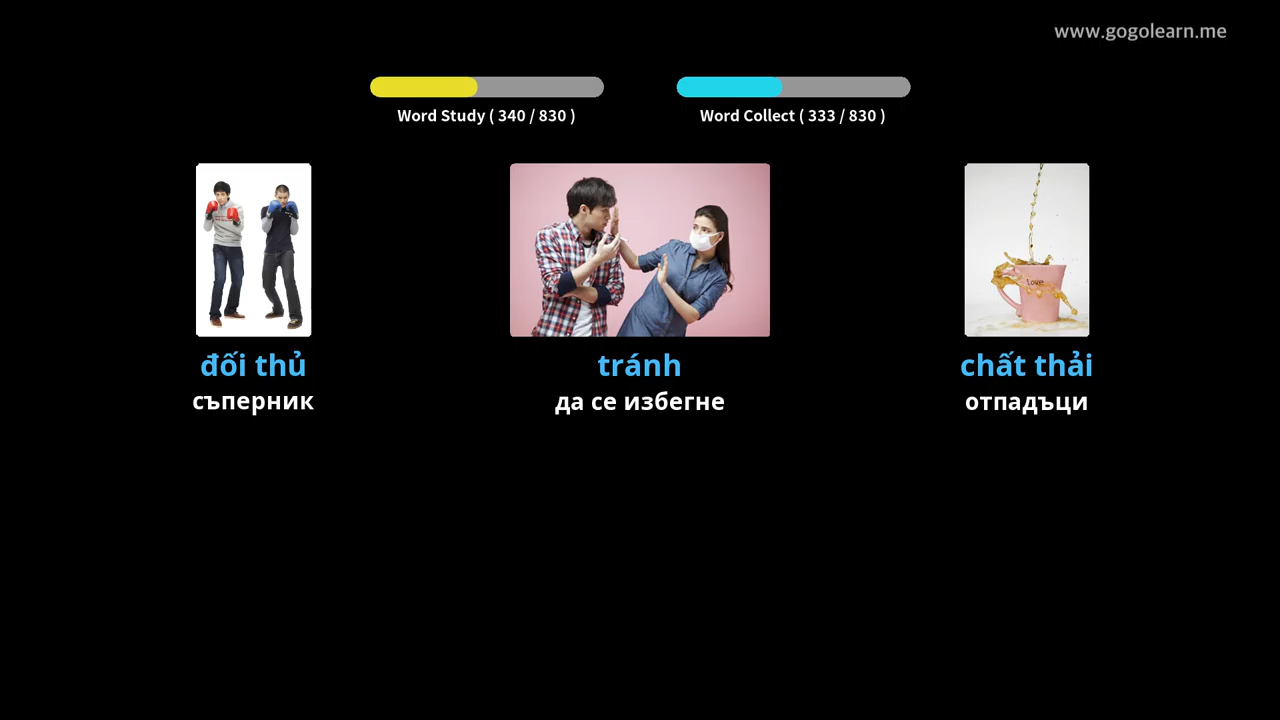 www.gogolearn.me
Word Study ( 340 / 830 )
Word Collect ( 333 / 830 )
Love
đối thủ
съперник
tránh
да се избегне
chất thải
отпадъци